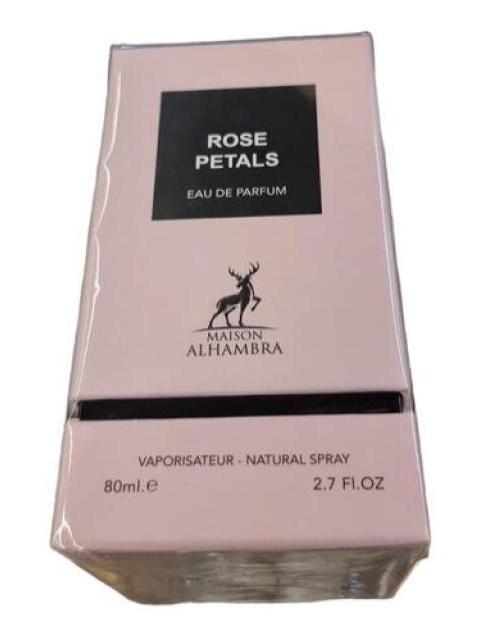 ROSE
PETALS
EAU DE PARFUM
MAISON
ALHAMBRA
VAPORISATEUR · NATURAL SPRAY
80ml.e 2.7 Fl.OZ